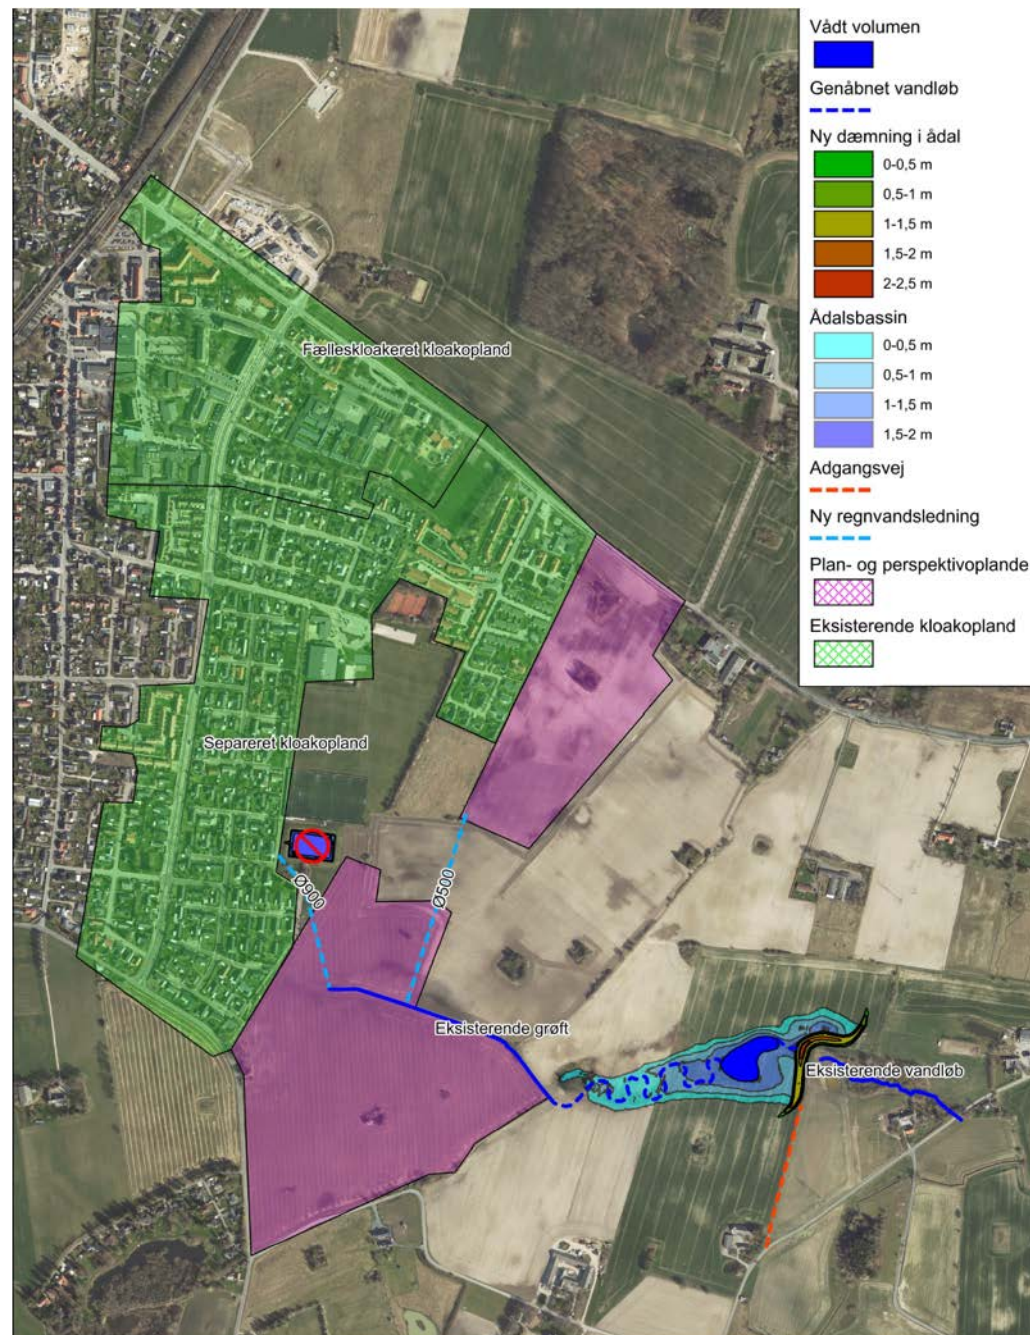 Vådt volumen
Genåbnet vandløb
Ny dæmning i ådal
0-0,5 m
0,5-1 m
1-1,5 m
1,5-2 m
2-2,5 m
Ådalsbassin
0-0,5 m
0,5-1 m
1-1,5 m
1,5-2 m
Adgangsvej
Ny regnvandsledning
Plan- og perspektivoplande
Eksisterende kloakopland
Fælleskloakeret kloakopland
Separeret kloakopland
Ø900
Ø500
Eksisterende grøft
Eksisterende vandløb